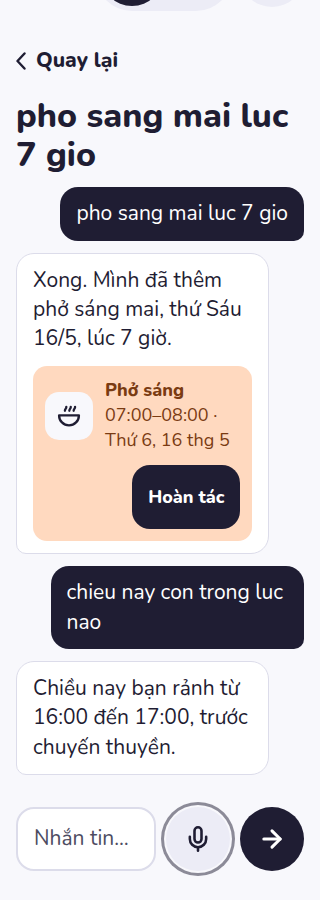 Quay lại
pho sang mai luc
7 gio
pho sang mai luc 7 gio
Xong. Mình đã thêm
phở sáng mai, thứ Sáu
16/5, lúc 7 giờ.
Phở sáng
07:00–08:00 ·
Thứ 6, 16 thg 5
Hoàn tác
chieu nay con trong luc
nao
Chiều nay bạn rảnh từ
16:00 đến 17:00, trước
chuyến thuyền.
Nhắn tin...